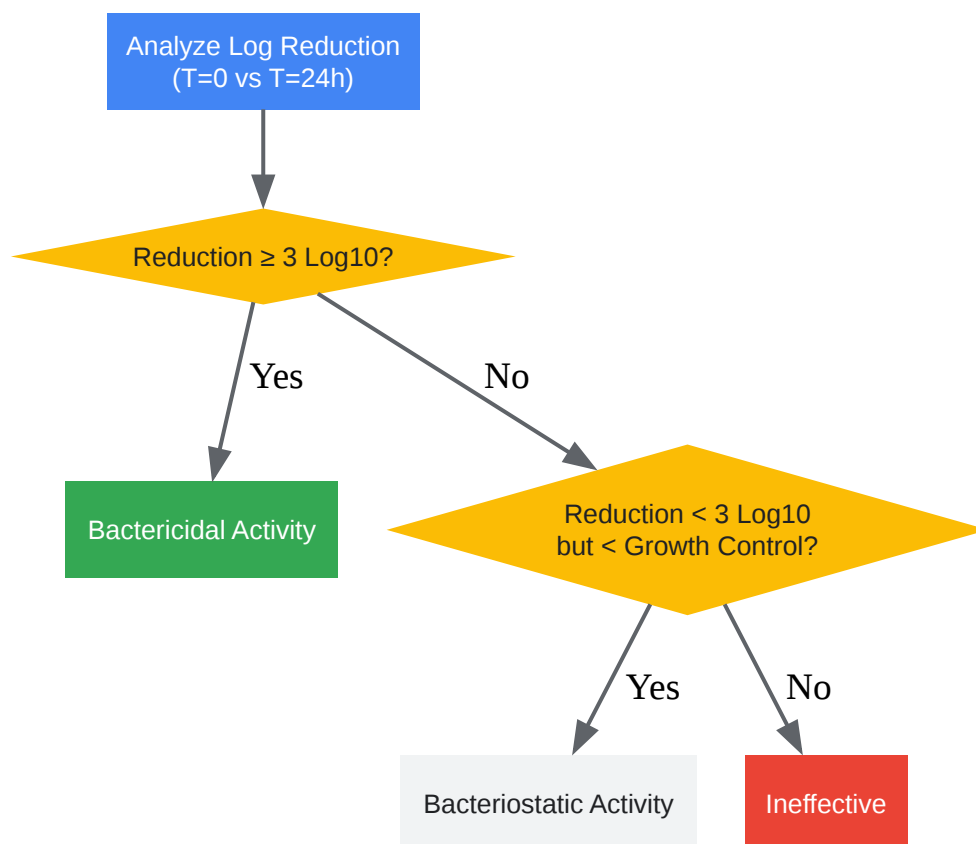 Analyze Log Reduction
(T=0 vs T=24h)
Reduction ≥ 3 Log10?
Yes
No
Bactericidal Activity
Reduction < 3 Log10
but < Growth Control?
Yes
No
Bacteriostatic Activity
Ineffective